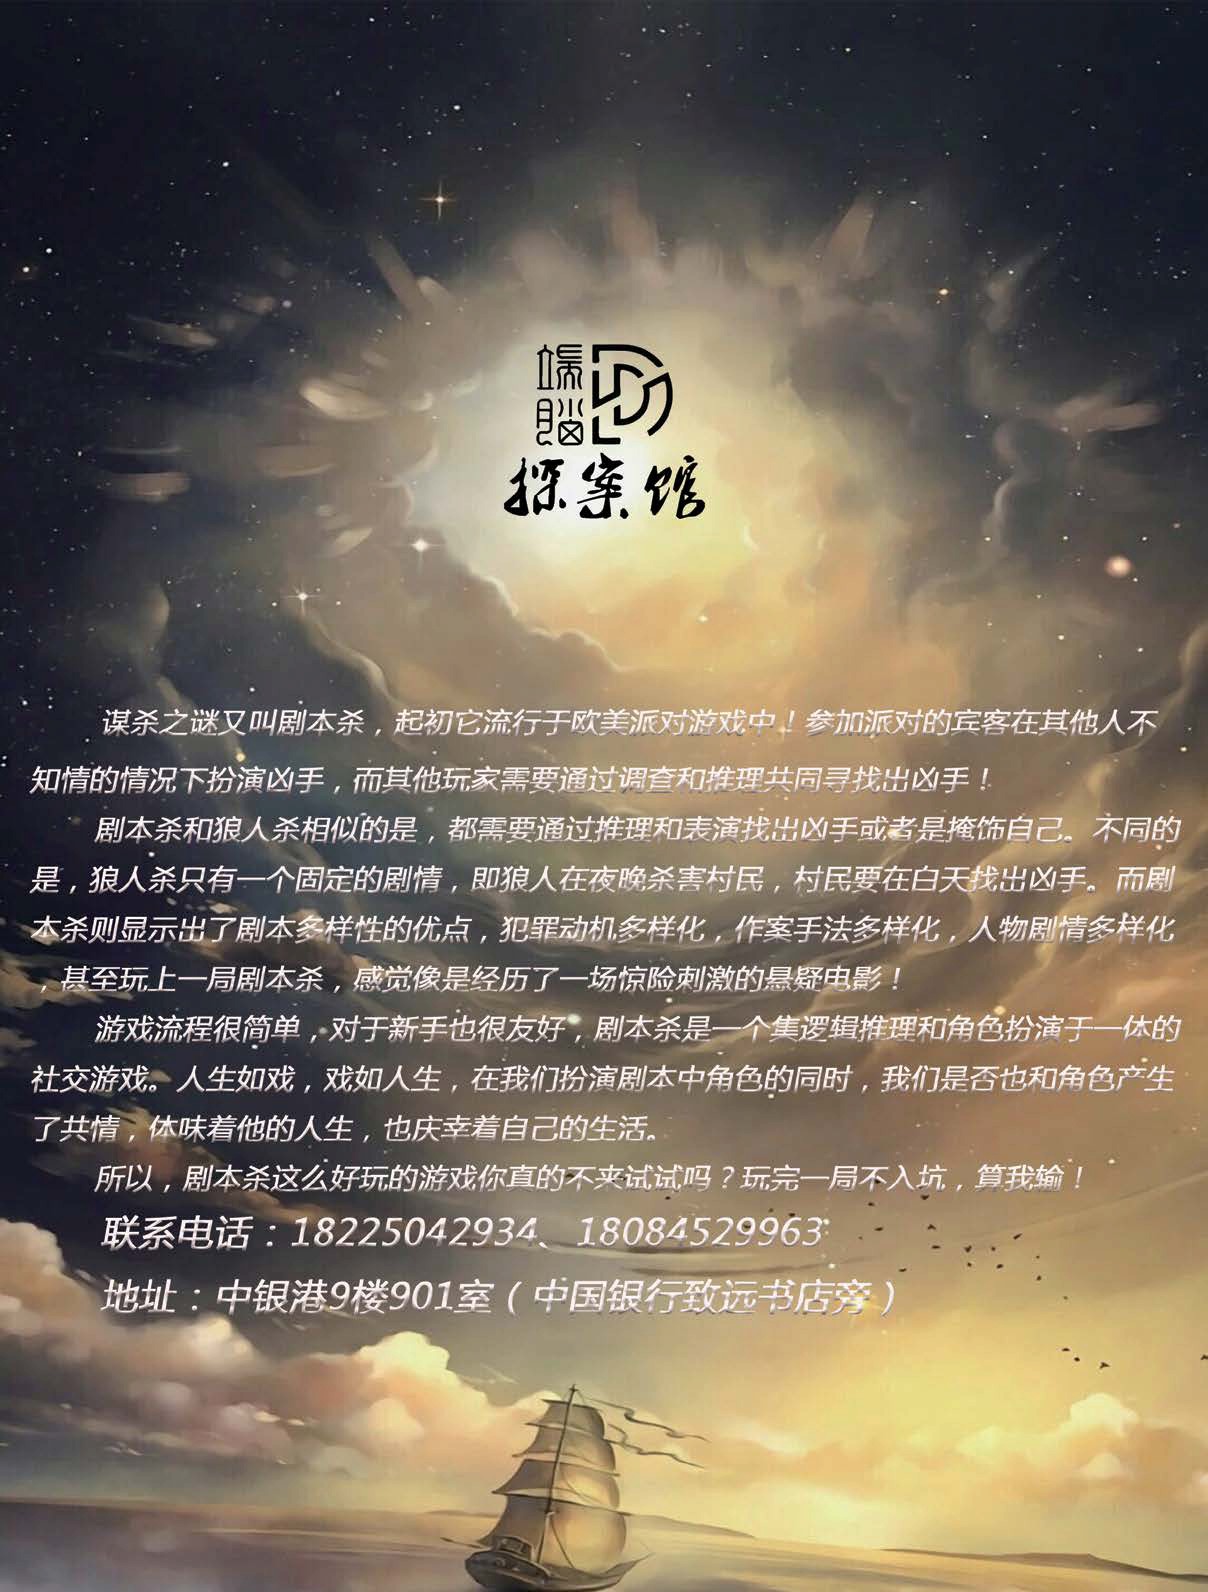 端
脑
探案馆
谋杀之谜又叫剧本杀，起初它流行于欧美派对游戏中！参加派对的宾客在其他人不
知情的情况下扮演凶手，而其他玩家需要通过调查和推理共同寻找出凶手！
剧本杀和狼人杀相似的是，都需要通过推理和表演找出凶手或者是掩饰自己。不同的
是，狼人杀只有一个固定的剧情，即狼人在夜晚杀害村民，村民要在白天找出凶手。而剧
本杀则显示出了剧本多样性的优点，犯罪动机多样化，作案手法多样化，人物剧情多样化
，甚至玩上一局剧本杀，感觉像是经历了一场惊险刺激的悬疑电影！
游戏流程很简单，对于新手也很友好，剧本杀是一个集逻辑推理和角色扮演于一体的
社交游戏。人生如戏，戏如人生，在我们扮演剧本中角色的同时，我们是否也和角色产生
了共情，体味着他的人生，也庆幸着自己的生活。
所以，剧本杀这么好玩的游戏你真的不来试试吗？玩完一局不入坑，算我输！
联系电话：18225042934、18084529963
地址：中银港9楼901室（中国银行致远书店旁）